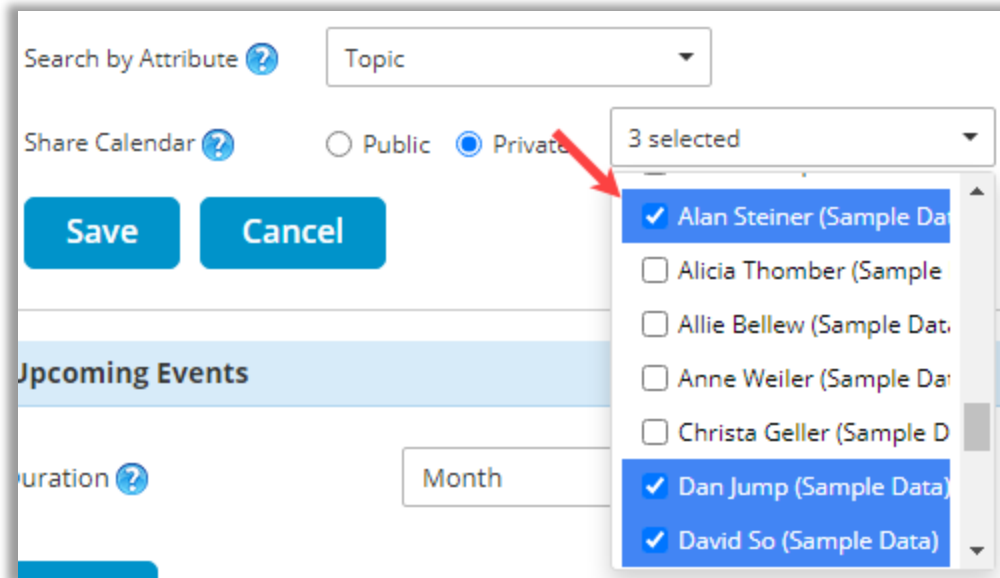 Search by Attribute ?
Topic
Share Calendar ?
Public
Private
3 selected
Save
Cancel
Alan Steiner (Sample Dat
Alicia Thomber (Sample
Allie Bellew (Sample Data
Anne Weiler (Sample Dat
Christa Geller (Sample D
Dan Jump (Sample Data)
David So (Sample Data)
Upcoming Events
uration ?
Month